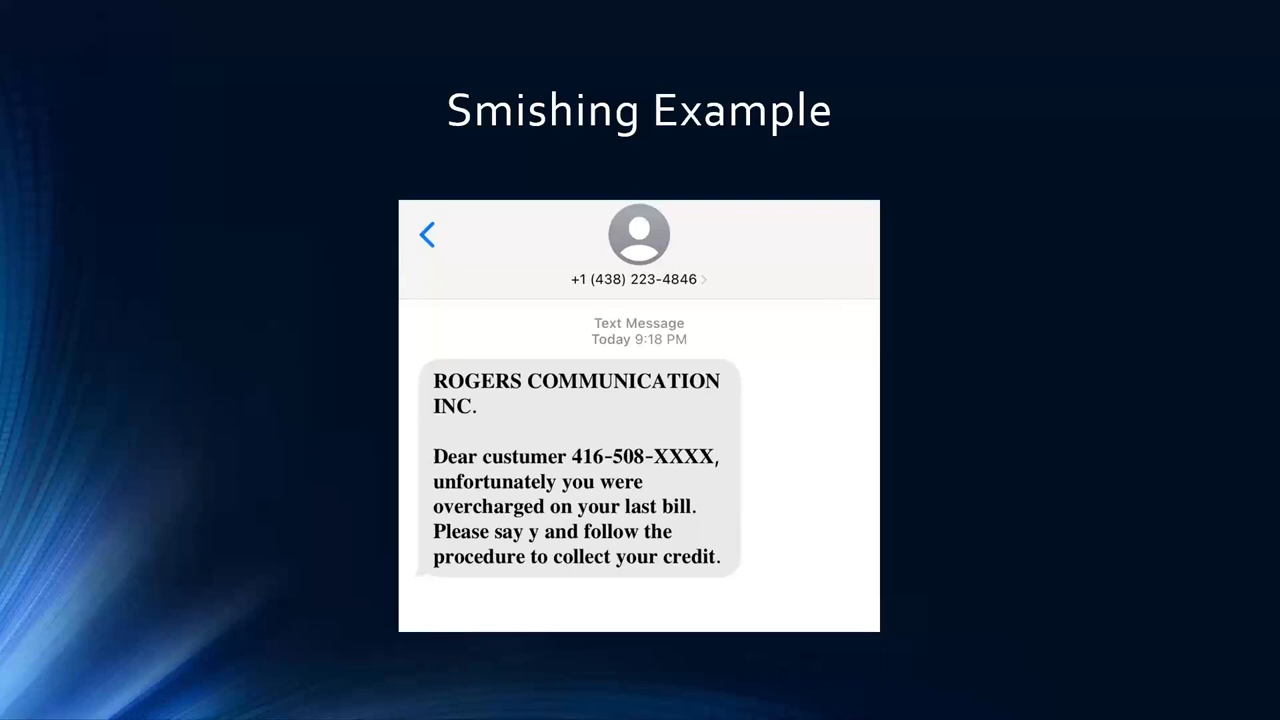 Smishing Example
+1 (438) 223-4846
Text Message
Today 9:18 PM
ROGERS COMMUNICATION
INC.
Dear custumer 416-508-XXXX,
unfortunately you were
overcharged on your last bill.
Please say y and follow the
procedure to collect your credit.